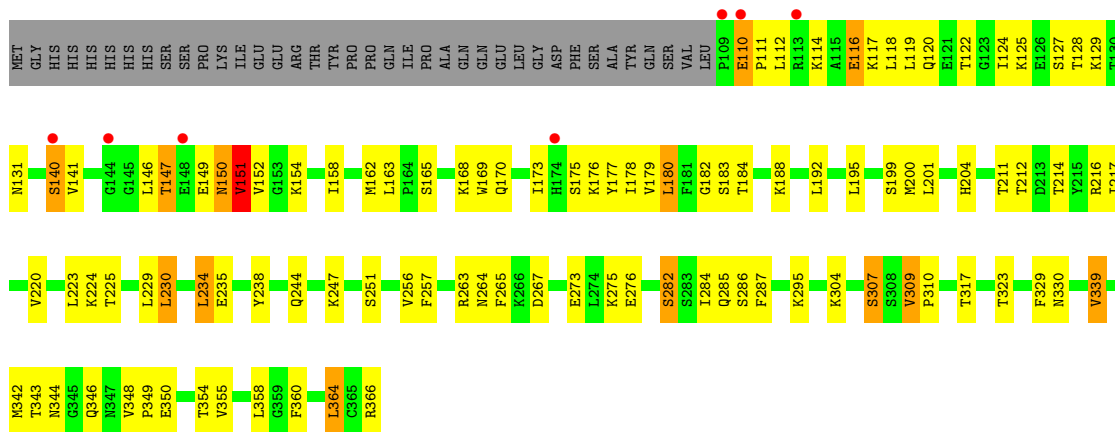 MET GLY HIS HIS HIS HIS HIS HIS SER PRO LYS ILE GLU GLU ARG THR TYR PRO PRO GLN ILE PRO ALA GLN GLN GLU LEU GLY ASP PHE SER ALA TYR GLN SER VAL LEU P109 E110 P111 L112 R113 K114 A115 E116 K117 L118 L119 Q120 E121 T122 G123 I124 K125 E126 S127 T128 K129 T130
N131 S140 V141 G144 G145 L146 T147 E148 E149 N150 V151 V152 G153 K154 I158 M162 L163 P164 S165 K168 W169 Q170 I173 H174 S175 K176 Y177 I178 V179 L180 F181 G182 S183 T184 K188 L192 L195 S199 M200 L201 H204 T211 T212 D213 T214 Y215 R216 I217
V220 L223 K224 T225 L229 L230 L234 E235 Y238 Q244 K247 S251 V256 P257 R263 N264 F265 K266 D267 E273 L274 K275 E276 S282 S283 I284 Q285 S286 F287 K295 K304 S307 S308 V309 P310 T317 T323 F329 N330 V339
M342 T343 N344 G345 Q346 N347 V348 P349 E350 T354 V355 L358 G359 F360 L364 C365 R366